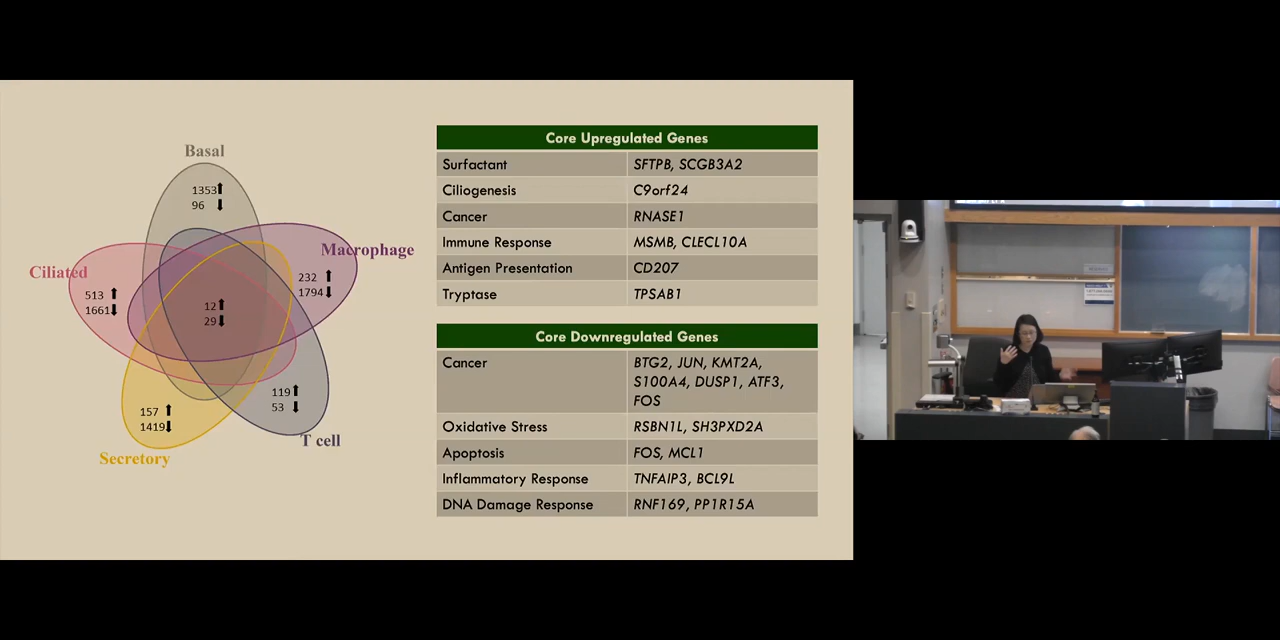 Basal
1353
96
Macrophage
232
1794
Ciliated
513
1661
12
29
119
53
157
1419
T cell
Secretory
Core Upregulated Genes
Surfactant SFTPB, SCGB3A2
Ciliogenesis C9orf24
Cancer RNASE1
Immune Response MSMB, CLECL10A
Antigen Presentation CD207
Tryptase TPSAB1
Core Downregulated Genes
Cancer BTG2, JUN, KMT2A,
S100A4, DUSP1, ATF3,
FOS
Oxidative Stress RSBN1L, SH3PXD2A
Apoptosis FOS, MCL1
Inflammatory Response TNFAIP3, BCL9L
DNA Damage Response RNF169, PP1R15A